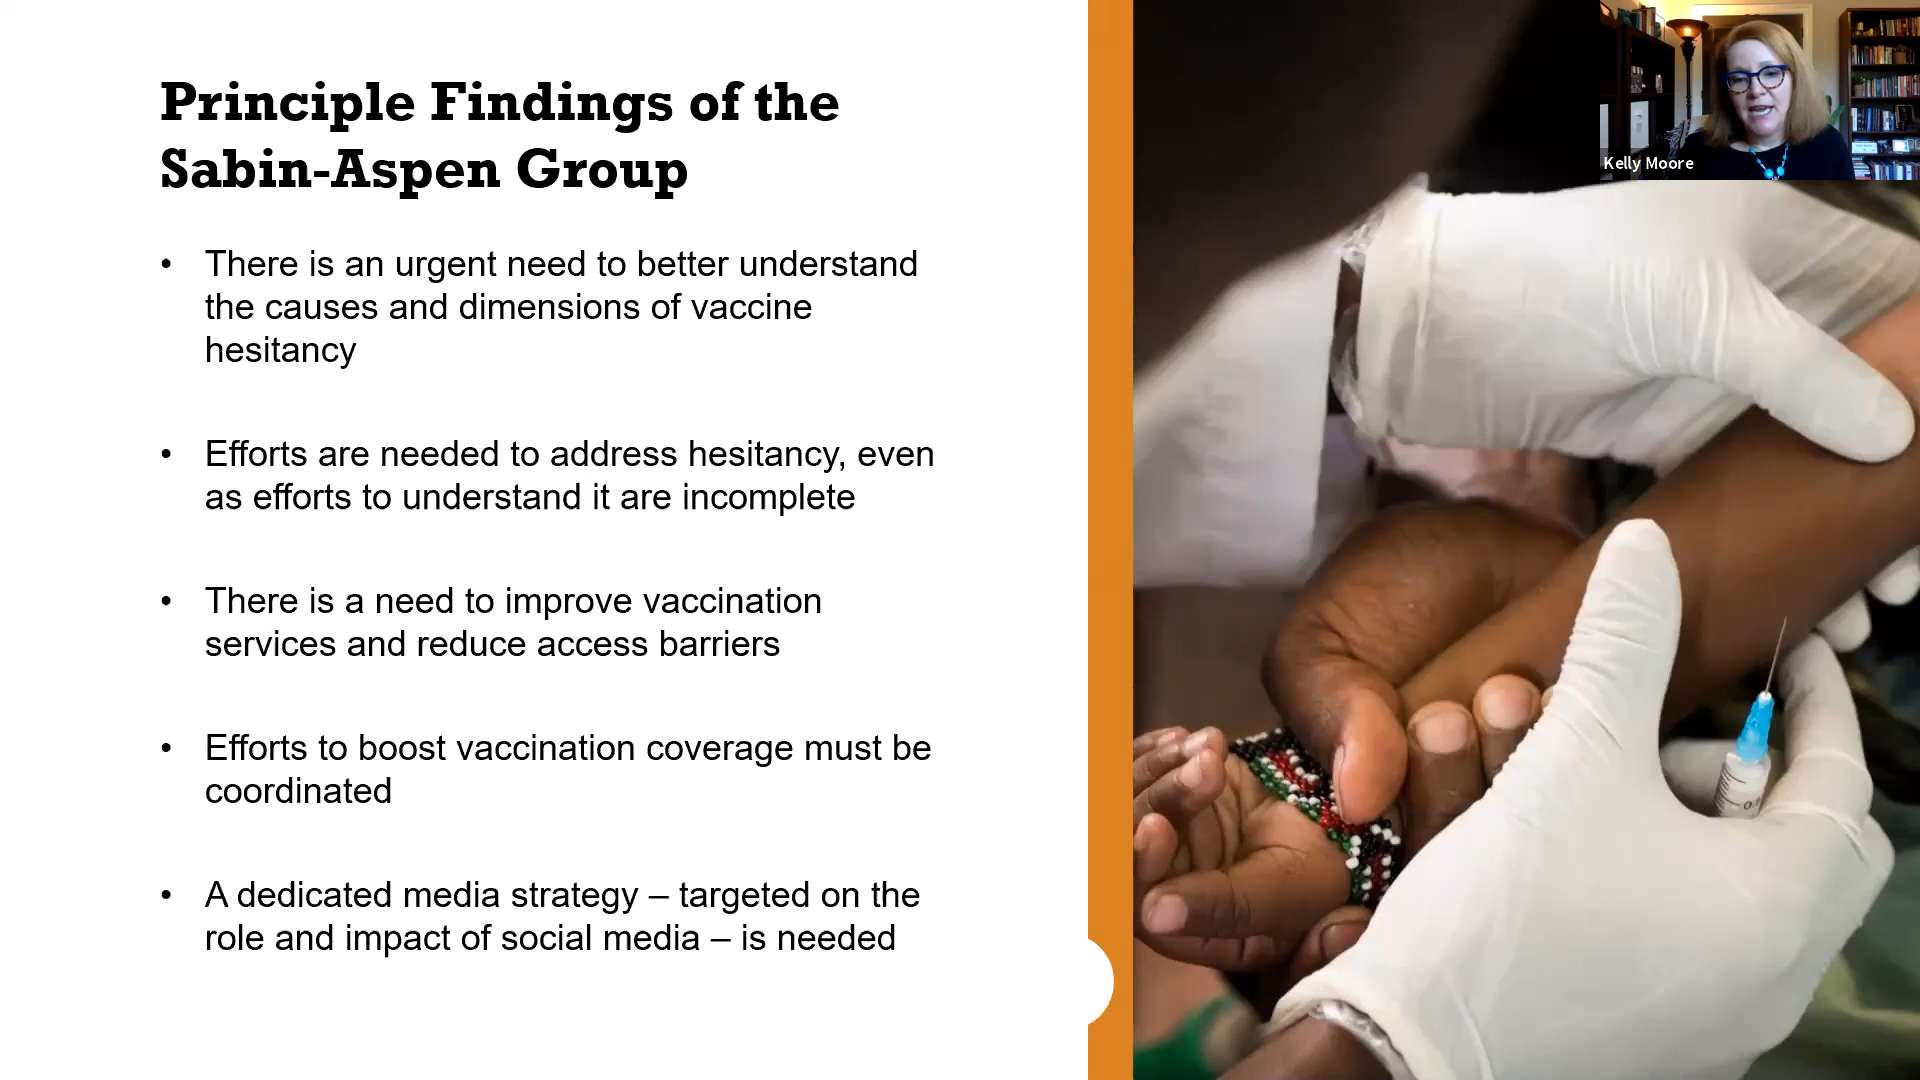 Principle Findings of the
Sabin-Aspen Group
• There is an urgent need to better understand
the causes and dimensions of vaccine
hesitancy
• Efforts are needed to address hesitancy, even
as efforts to understand it are incomplete
• There is a need to improve vaccination
services and reduce access barriers
• Efforts to boost vaccination coverage must be
coordinated
• A dedicated media strategy – targeted on the
role and impact of social media – is needed
Kelly Moore